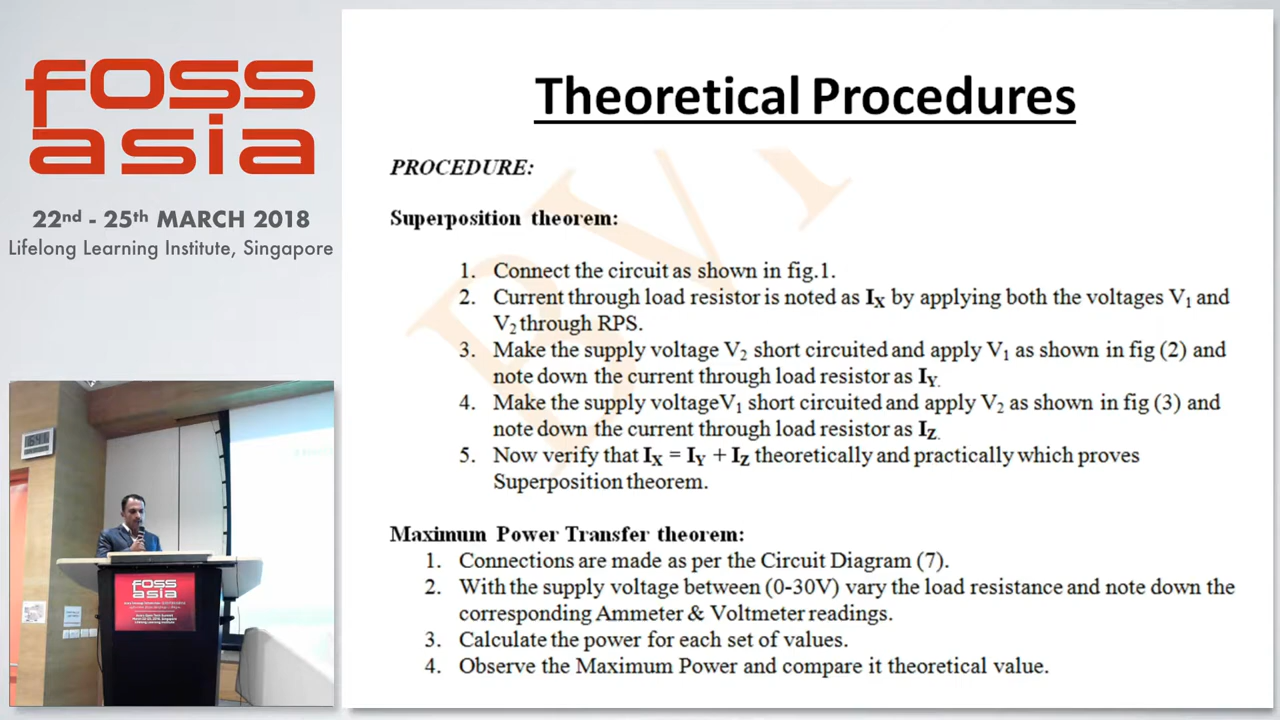 foss
asia
22nd - 25th MARCH 2018
Lifelong Learning Institute, Singapore
Theoretical Procedures
PROCEDURE:
Superposition theorem:
1. Connect the circuit as shown in fig.1.
2. Current through load resistor is noted as IX by applying both the voltages V1 and
V2 through RPS.
3. Make the supply voltage V2 short circuited and apply V1 as shown in fig (2) and
note down the current through load resistor as IY.
4. Make the supply voltageV1 short circuited and apply V2 as shown in fig (3) and
note down the current through load resistor as IZ.
5. Now verify that IX = IY + IZ theoretically and practically which proves
Superposition theorem.
Maximum Power Transfer theorem:
1. Connections are made as per the Circuit Diagram (7).
2. With the supply voltage between (0-30V) vary the load resistance and note down the
corresponding Ammeter & Voltmeter readings.
3. Calculate the power for each set of values.
4. Observe the Maximum Power and compare it theoretical value.
foss
asia